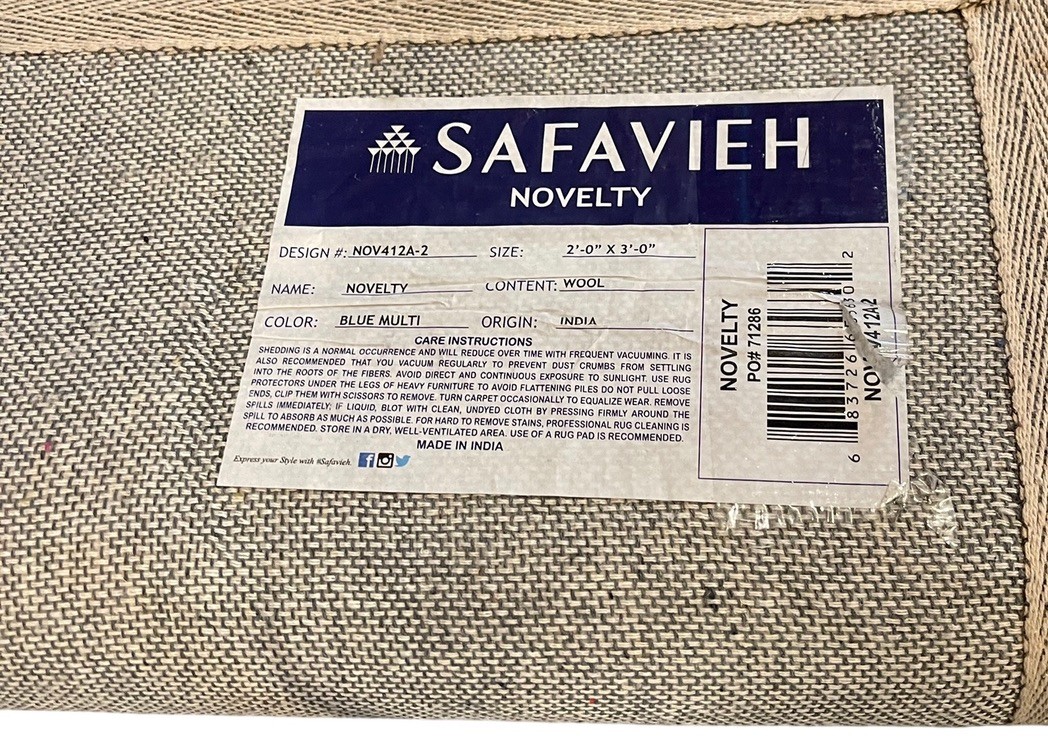 SAFAVIEH
NOVELTY
DESIGN #: NOV412A-2 SIZE: 2'-0" X 3'-0"
NAME: NOVELTY CONTENT: WOOL
COLOR: BLUE MULTI ORIGIN: INDIA
CARE INSTRUCTIONS
SHEDDING IS A NORMAL OCCURRENCE AND WILL REDUCE OVER TIME WITH FREQUENT VACUUMING. IT IS
ALSO RECOMMENDED THAT YOU VACUUM REGULARLY TO PREVENT DUST CRUMBS FROM SETTLING
INTO THE ROOTS OF THE FIBERS. AVOID DIRECT AND CONTINUOUS EXPOSURE TO SUNLIGHT. USE RUG
PROTECTORS UNDER THE LEGS OF HEAVY FURNITURE TO AVOID FLATTENING PILES DO NOT PULL LOOSE
ENDS, CLIP THEM WITH SCISSORS TO REMOVE. TURN CARPET OCCASIONALLY TO EQUALIZE WEAR. REMOVE
SPILLS IMMEDIATELY; IF LIQUID, BLOT WITH CLEAN, UNDYED CLOTH BY PRESSING FIRMLY AROUND THE
SPILL TO ABSORB AS MUCH AS POSSIBLE. FOR HARD TO REMOVE STAINS, PROFESSIONAL RUG CLEANING IS
RECOMMENDED. STORE IN A DRY, WELL-VENTILATED AREA. USE OF A RUG PAD IS RECOMMENDED.
MADE IN INDIA
Express your Style with #Safavieh.
NOVELTY
PO# 71286